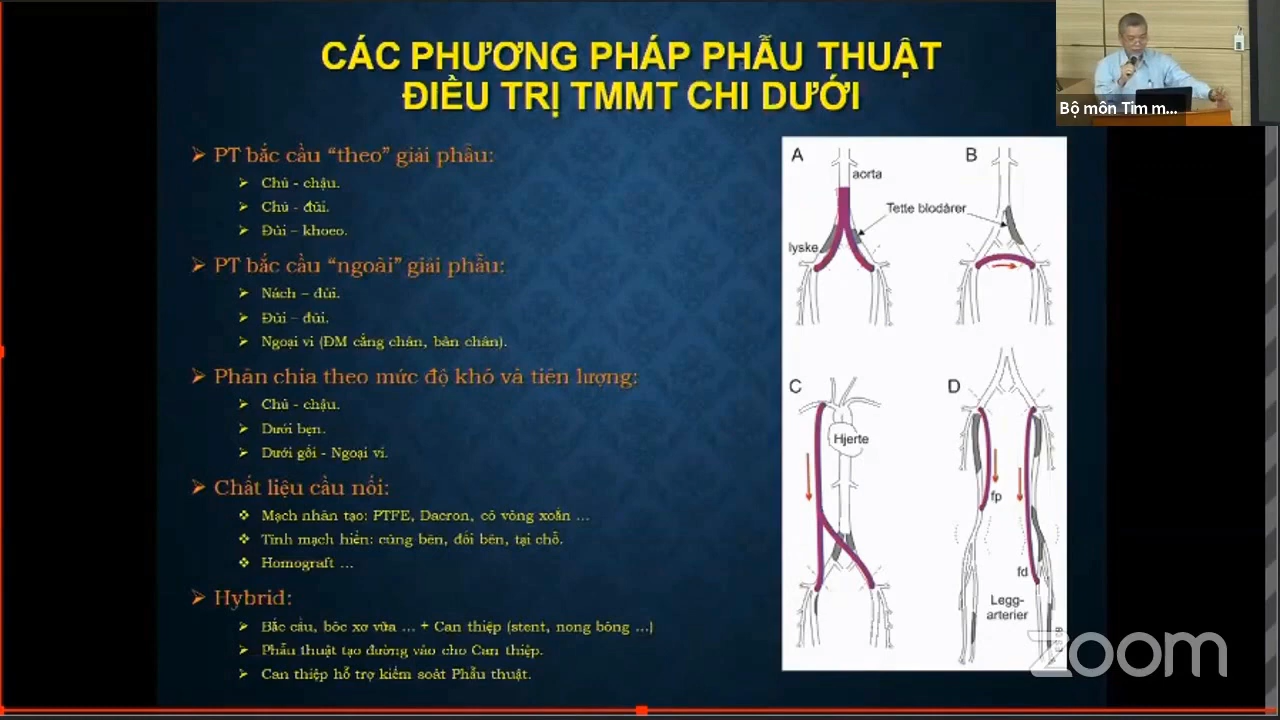 CÁC PHƯƠNG PHÁP PHẪU THUẬT
ĐIỀU TRỊ TMMT CHI DƯỚI
Bộ môn Tim m...
➢ PT bắc cầu “theo” giải phẫu:
➢ Chủ - chậu.
➢ Chủ - đùi.
➢ Đùi – khoeo.
➢ PT bắc cầu “ngoài” giải phẫu:
➢ Nách – đùi.
➢ Đùi – đùi.
➢ Ngoại vi (ĐM cẳng chân, bàn chân).
➢ Phân chia theo mức độ khó và tiên lượng:
➢ Chủ - chậu.
➢ Dưới bẹn.
➢ Dưới gối - Ngoại vi.
➢ Chất liệu cầu nối:
❖ Mạch nhân tạo: PTFE, Dacron, có vòng xoắn ...
❖ Tĩnh mạch hiển: cùng bên, đối bên, tại chỗ.
❖ Homograft ...
➢ Hybrid:
➢ Bắc cầu, bóc xơ vữa ... + Can thiệp (stent, nong bóng ...)
➢ Phẫu thuật tạo đường vào cho Can thiệp.
➢ Can thiệp hỗ trợ kiểm soát Phẫu thuật.
A
B
aorta
Tette blodårer
lyske
C
D
Hjerte
fp
fd
Legg-
arterier
zoom